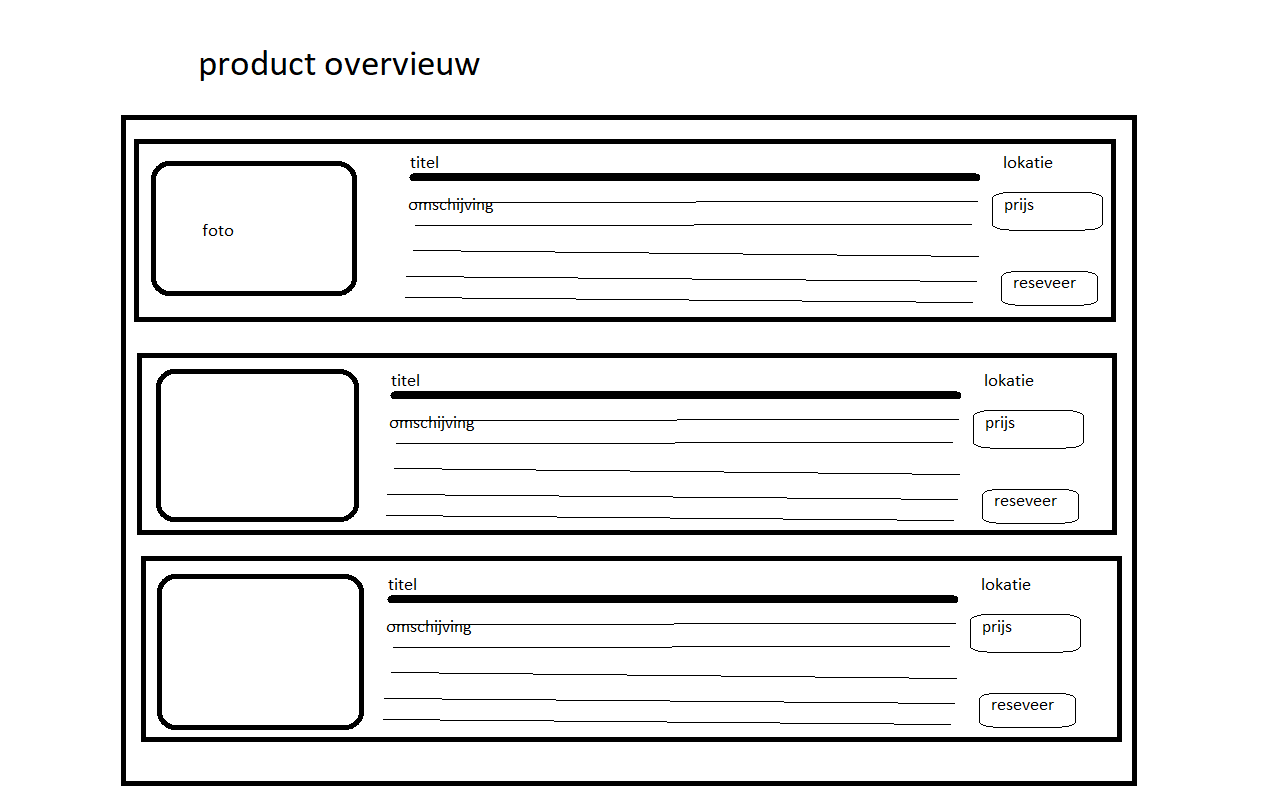 product overvieuw
titel
lokatie
omschijving
prijs
foto
reseveer
titel
lokatie
omschijving
prijs
reseveer
titel
lokatie
omschijving
prijs
reseveer